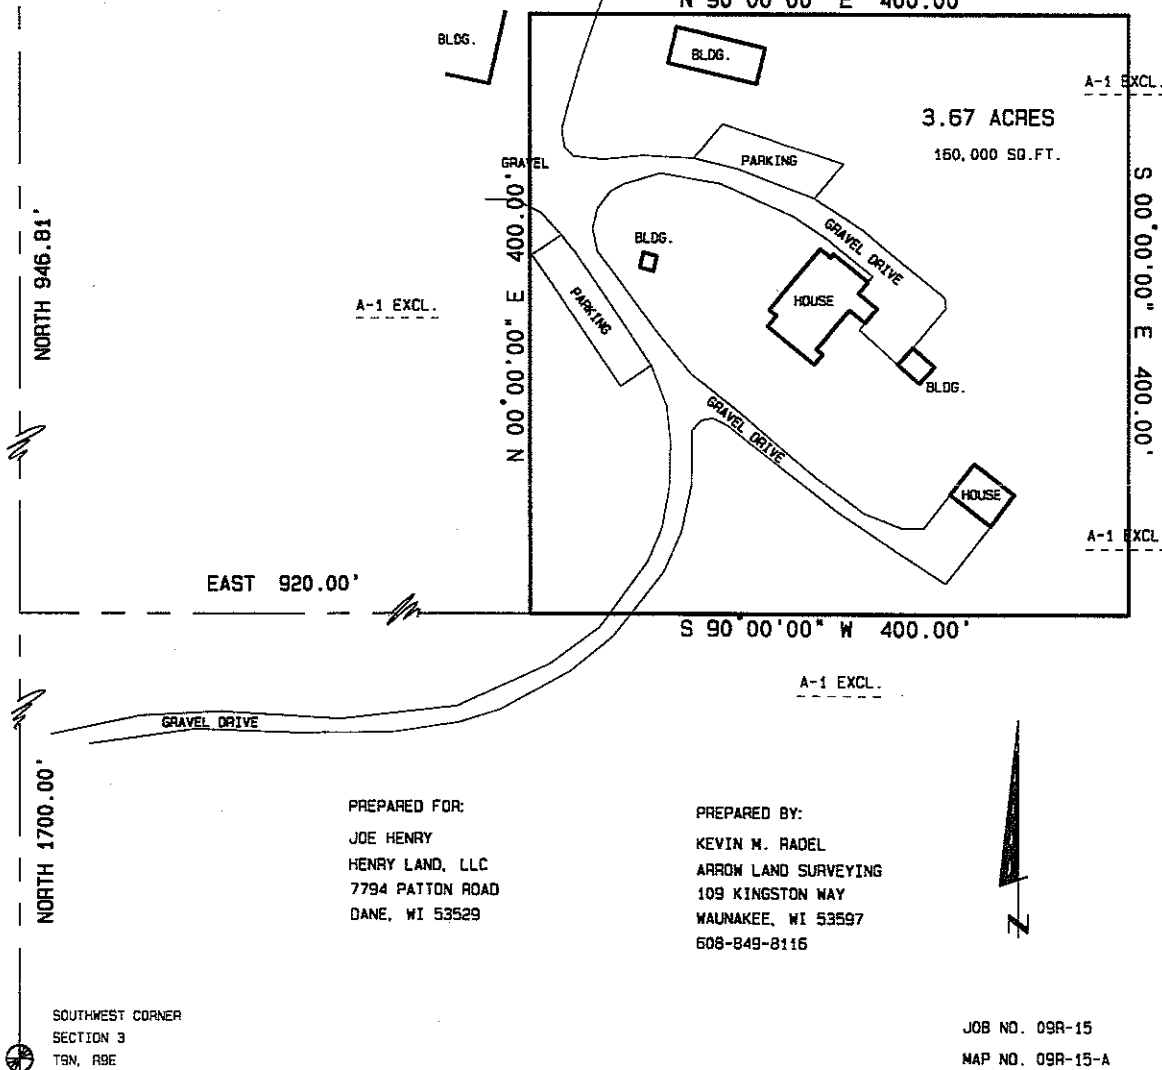 N 90°00'00" E 400.00'
BLDG.
BLDG.
A-1 EXCL.
3.67 ACRES
160,000 SQ.FT.
PARKING
GRAVEL
S 00°00'00" E 400.00'
N 00°00'00" E 400.00'
NORTH 946.81'
GRAVEL DRIVE
BLDG.
A-1 EXCL.
PARKING
HOUSE
BLDG.
GRAVEL DRIVE
HOUSE
A-1 EXCL
EAST 920.00'
S 90°00'00" W 400.00'
A-1 EXCL.
GRAVEL DRIVE
NORTH 1700.00'
PREPARED FOR:
JOE HENRY
HENRY LAND, LLC
7794 PATTON ROAD
DANE, WI 53529
PREPARED BY:
KEVIN M. RADEL
ARROW LAND SURVEYING
109 KINGSTON WAY
WAUNAKEE, WI 53597
608-849-8116
N
SOUTHWEST CORNER
SECTION 3
T9N, R9E
JOB NO. 09R-15
MAP NO. 09R-15-A